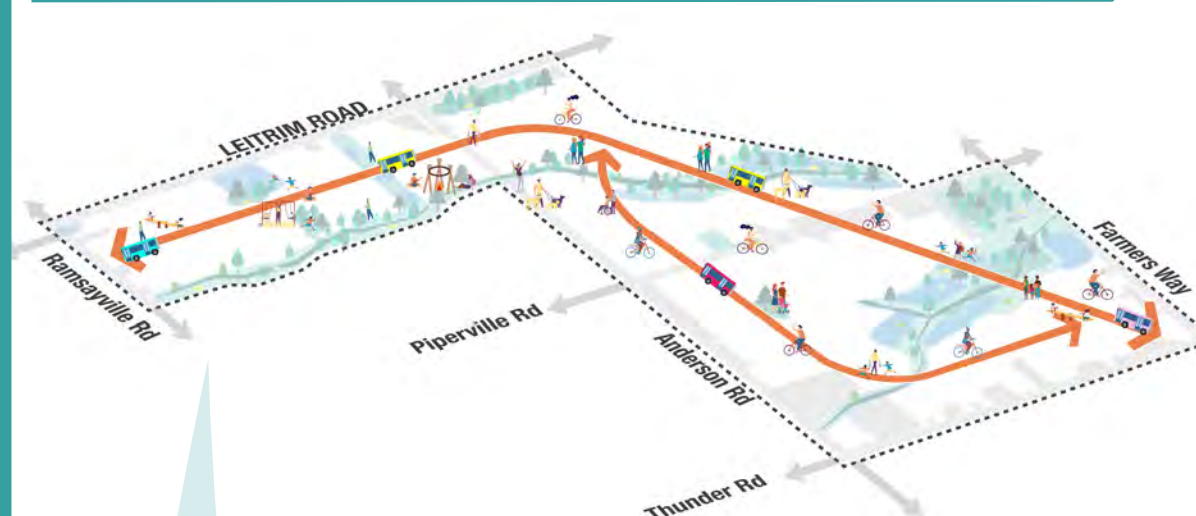 LEITRIM ROAD
Farmers Way
Ramsayville Rd
Piperville Rd
Anderson Rd
Thunder Rd